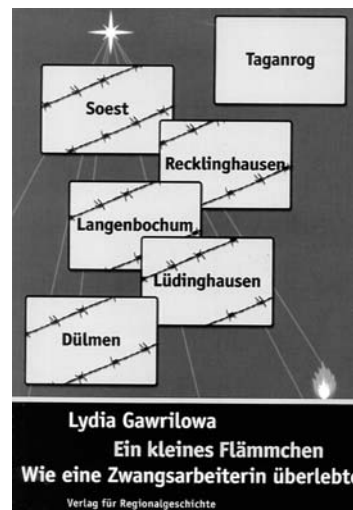 Taganrog
Soest
Recklinghausen
Langenbochum
Lüdinghausen
Dülmen
Lydia Gawrilowa
Ein kleines Flämmchen
Wie eine Zwangsarbeiterin überlebte
Verlag für Regionalgeschichte